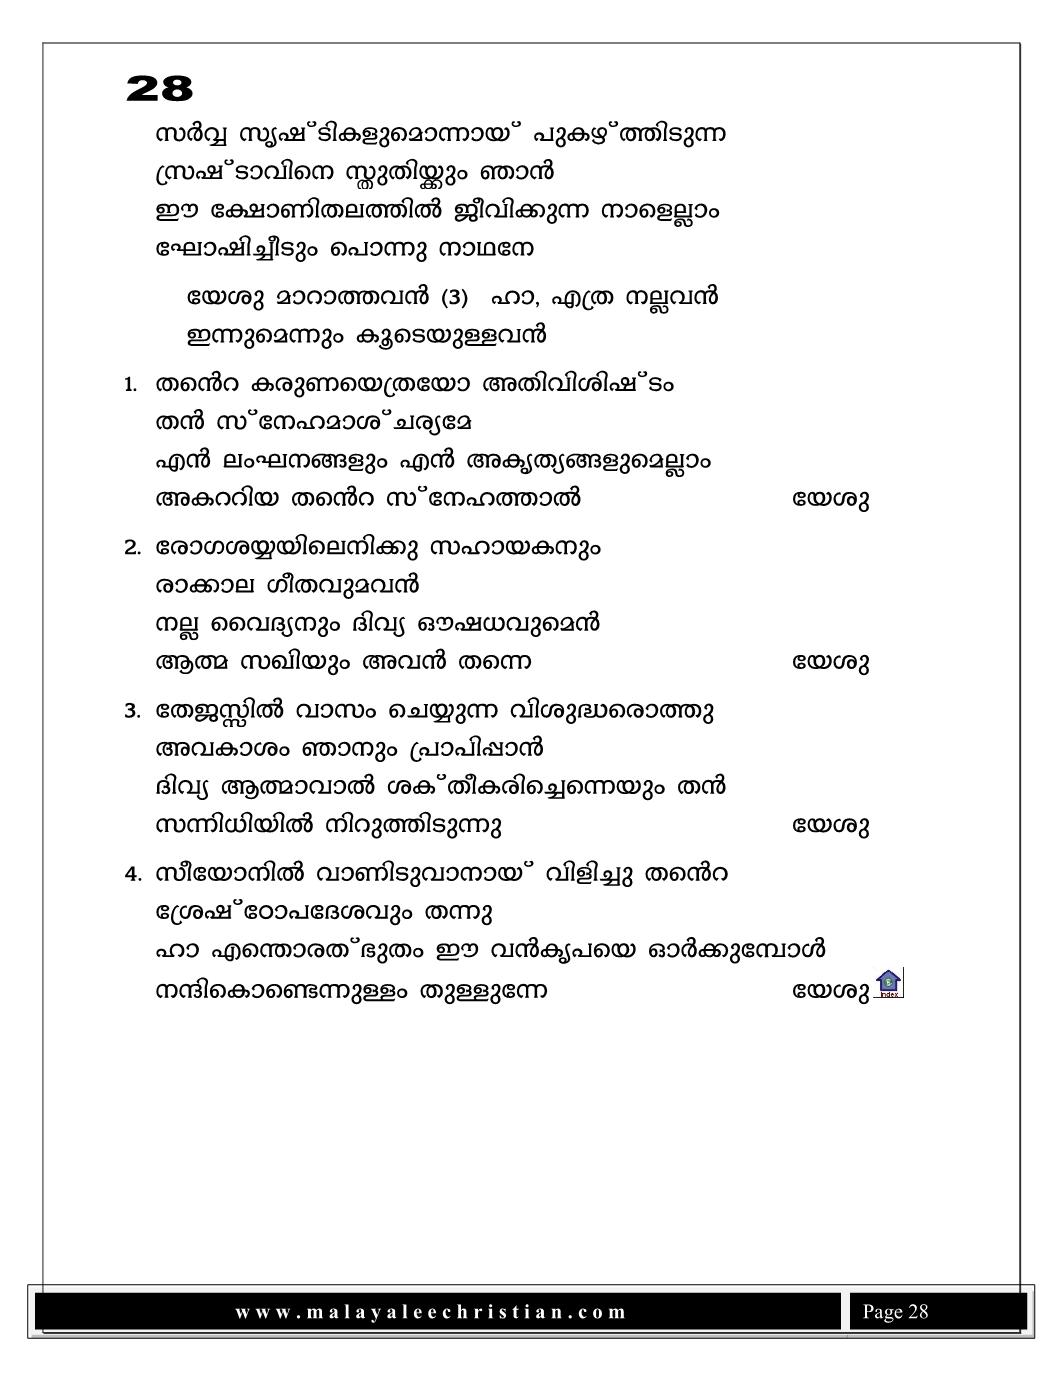 28
സർവ്വ സൃഷ്ടികളുമൊന്നായ് പുകഴ്ത്തിടുന്ന
സ്രഷ്ടാവിനെ സ്തുതിയ്ക്കും ഞാൻ
ഈ ക്ഷോണിതലത്തിൽ ജീവിക്കുന്ന നാളെല്ലാം
ഘോഷിച്ചീടും പൊന്നു നാഥനേ
യേശു മാറാത്തവൻ (3) ഹാ, എത്ര നല്ലവൻ
ഇന്നുമെന്നും കൂടെയുള്ളവൻ
1. തൻെറ കരുണയെത്രയോ അതിവിശിഷ്ടം
തൻ സ്നേഹമാശ്ചര്യമേ
എൻ ലംഘനങ്ങളും എൻ അകൃത്യങ്ങളുമെല്ലാം
അകററിയ തൻെറ സ്നേഹത്താൽ യേശു
2. രോഗശയ്യയിലെനിക്കു സഹായകനും
രാക്കാല ഗീതവുമവൻ
നല്ല വൈദ്യനും ദിവ്യ ഔഷധവുമെൻ
ആത്മ സഖിയും അവൻ തന്നെ യേശു
3. തേജസ്സിൽ വാസം ചെയ്യുന്ന വിശുദ്ധരൊത്തു
അവകാശം ഞാനും പ്രാപിപ്പാൻ
ദിവ്യ ആത്മാവാൽ ശക്തീകരിച്ചെന്നെയും തൻ
സന്നിധിയിൽ നിറുത്തിടുന്നു യേശു
4. സീയോനിൽ വാണിടുവാനായ് വിളിച്ചു തൻെറ
ശ്രേഷ്ഠോപദേശവും തന്നു
ഹാ എന്തൊരത്ഭുതം ഈ വൻകൃപയെ ഓർക്കുമ്പോൾ
നന്ദികൊണ്ടെന്നുള്ളം തുള്ളുന്നേ യേശു
Index
www.malayaleechristian.com Page 28